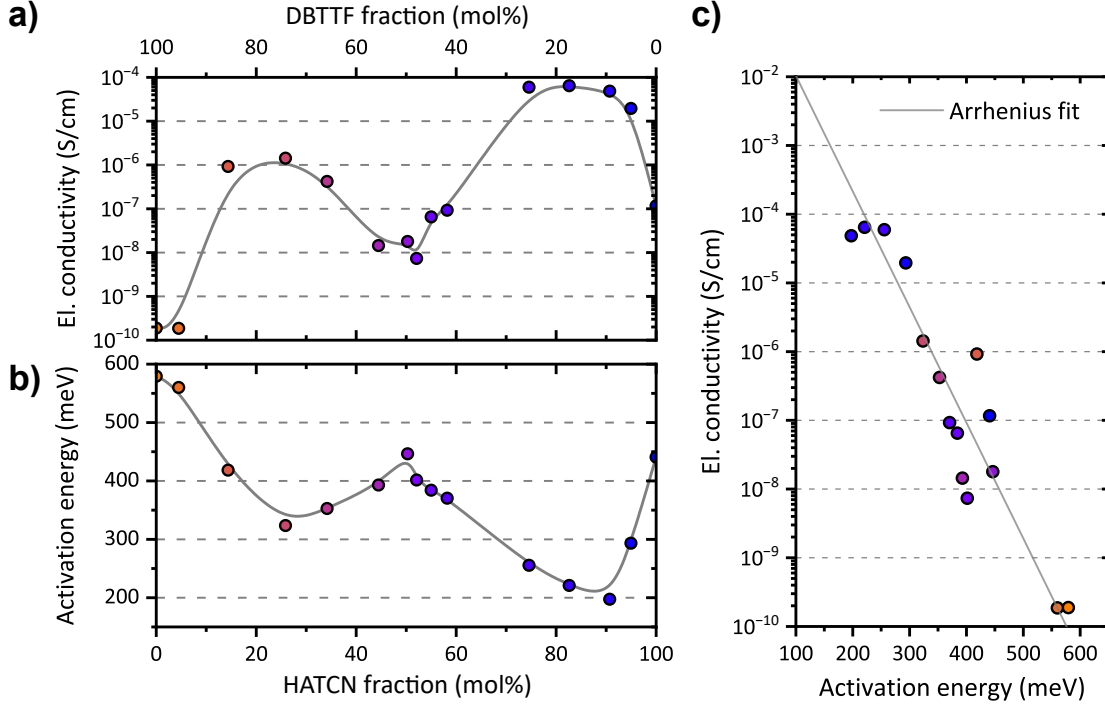 a)
DBTTF fraction (mol%)
100 80 60 40 20 0
El. conductivity (S/cm)
10⁻⁴
10⁻⁵
10⁻⁶
10⁻⁷
10⁻⁸
10⁻⁹
10⁻¹⁰
b)
Activation energy (meV)
600
500
400
300
200
0 20 40 60 80 100
HATCN fraction (mol%)
c)
El. conductivity (S/cm)
10⁻²
10⁻³
10⁻⁴
10⁻⁵
10⁻⁶
10⁻⁷
10⁻⁸
10⁻⁹
10⁻¹⁰
Arrhenius fit
100 200 300 400 500 600
Activation energy (meV)